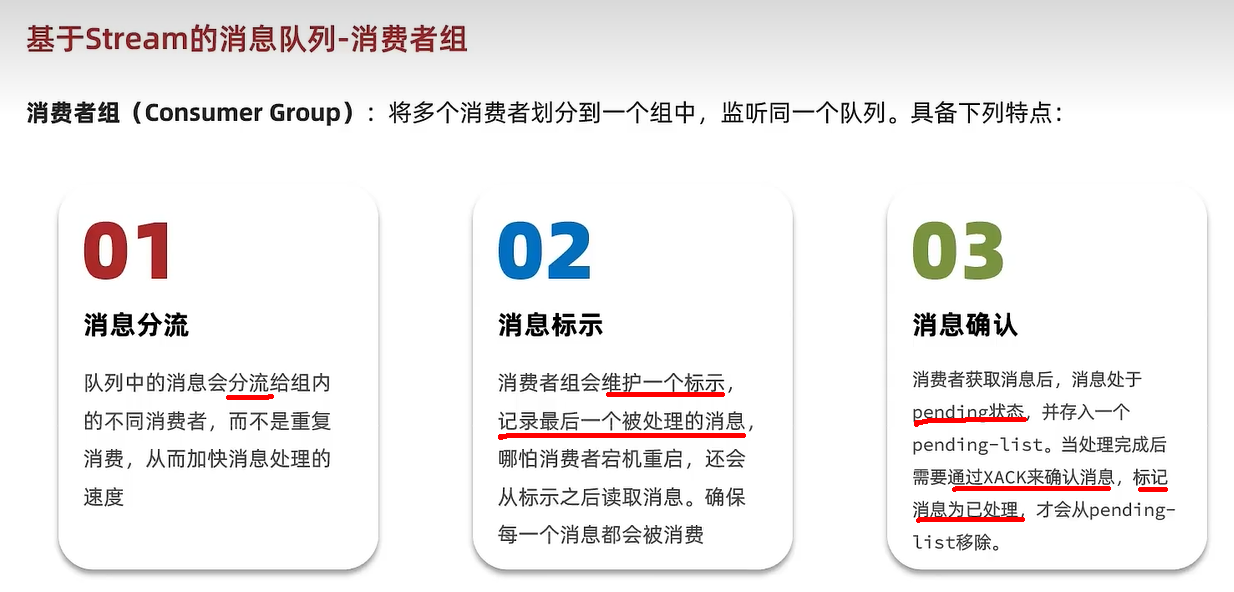 基于Stream的消息队列-消费者组
消费者组（Consumer Group）：将多个消费者划分到一个组中，监听同一个队列。具备下列特点：
01
消息分流
队列中的消息会分流给组内
的不同消费者，而不是重复
消费，从而加快消息处理的
速度
02
消息标示
消费者组会维护一个标示，
记录最后一个被处理的消息，
哪怕消费者宕机重启，还会
从标示之后读取消息。确保
每一个消息都会被消费
03
消息确认
消费者获取消息后，消息处于
pending状态，并存入一个
pending-list。当处理完成后
需要通过XACK来确认消息，标记
消息为已处理，才会从pending-
list移除。